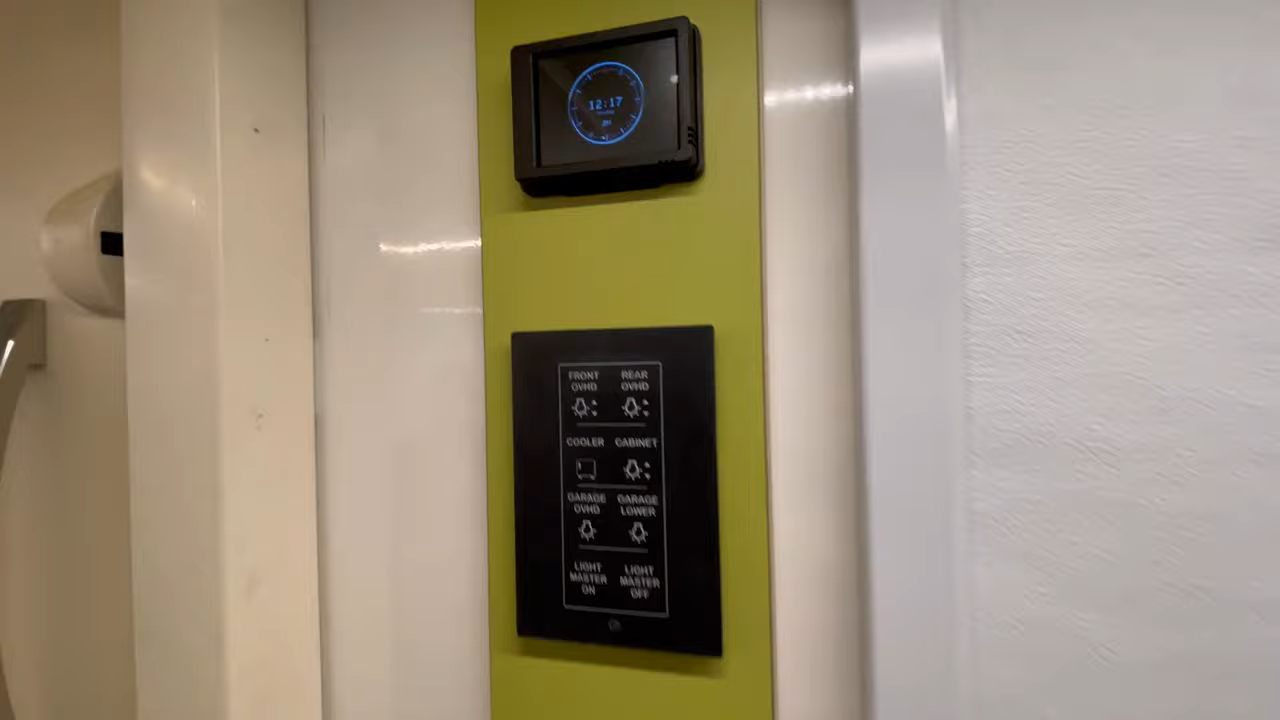 12:17
FRONT OVHD
REAR OVHD
COOLER
CABINET
GARAGE OVHD
GARAGE LOWER
LIGHT MASTER ON
LIGHT MASTER OFF